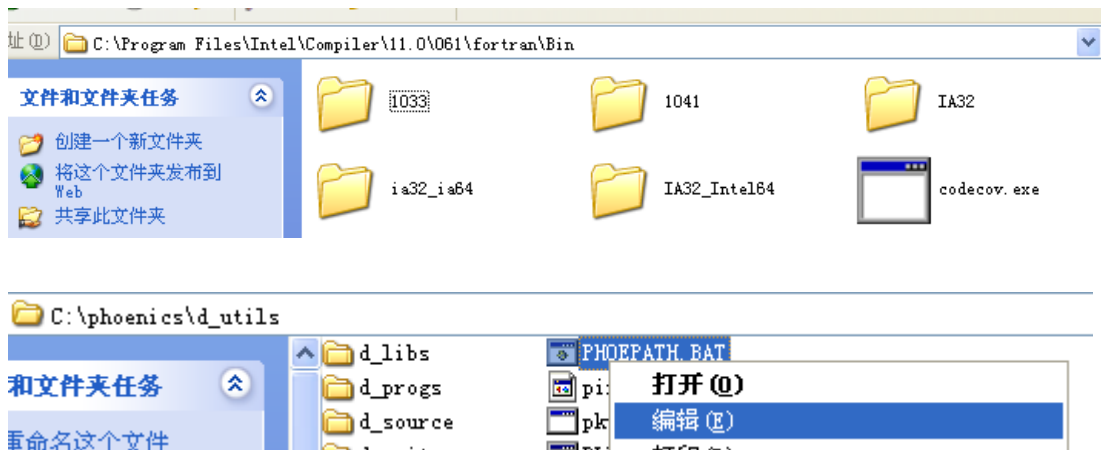 址(D) C:\Program Files\Intel\Compiler\11.0\061\fortran\Bin
文件和文件夹任务
1033
1041
IA32
创建一个新文件夹
将这个文件夹发布到
Web
共享此文件夹
ia32_ia64
IA32_Intel64
codecov.exe
C:\phoenics\d_utils
d_libs
PHOEPATH.BAT
和文件夹任务
d_progs
pi
打开(O)
重命名这个文件
d_source
pk
编辑(E)